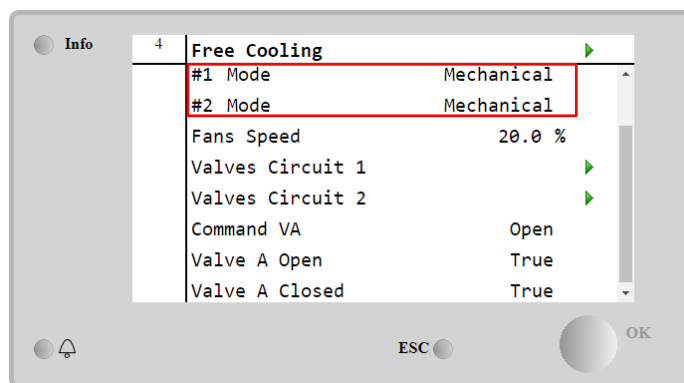 Info
4 Free Cooling
#1 Mode Mechanical
#2 Mode Mechanical
Fans Speed 20.0 %
Valves Circuit 1
Valves Circuit 2
Command VA Open
Valve A Open True
Valve A Closed True
OK
ESC